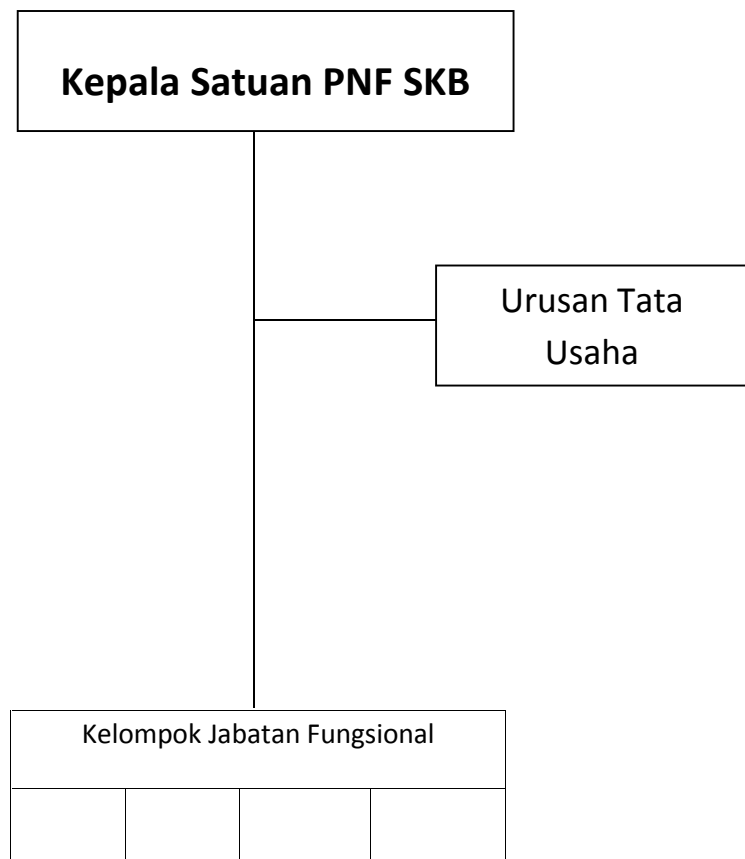 Kepala Satuan PNF SKB
Urusan Tata
Usaha
Kelompok Jabatan Fungsional